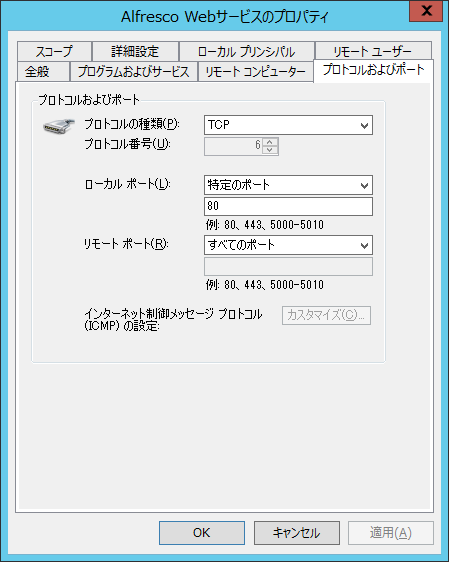 Alfresco Webサービスのプロパティ
X
スコープ 詳細設定 ローカル プリンシパル リモート ユーザー
全般 プログラムおよびサービス リモート コンピューター プロトコルおよびポート
プロトコルおよびポート
プロトコルの種類(P): TCP
プロトコル番号(U): 6
ローカル ポート(L): 特定のポート
80
例: 80、443、5000-5010
リモート ポート(R): すべてのポート
例: 80、443、5000-5010
インターネット制御メッセージ プロトコル カスタマイズ(C)...
(ICMP) の設定:
OK キャンセル 適用(A)